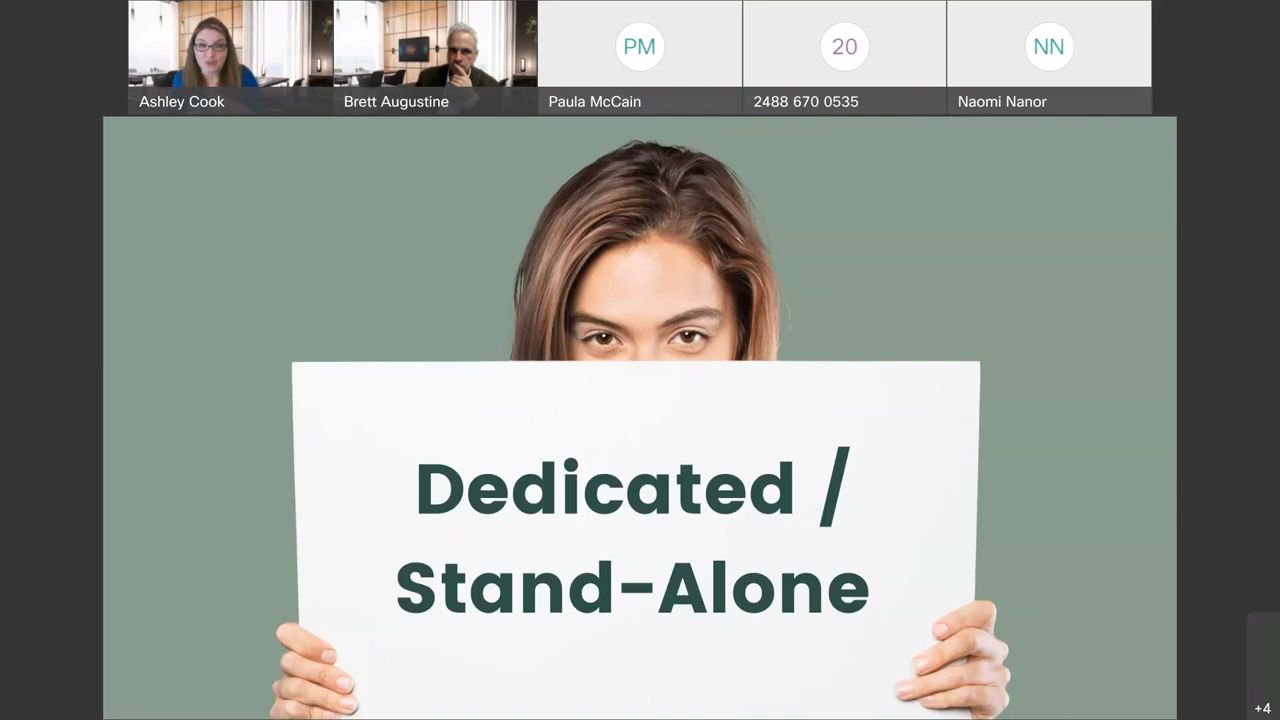 PM
20
NN
Ashley Cook
Brett Augustine
Paula McCain
2488 670 0535
Naomi Nanor
Dedicated /
Stand-Alone
+4